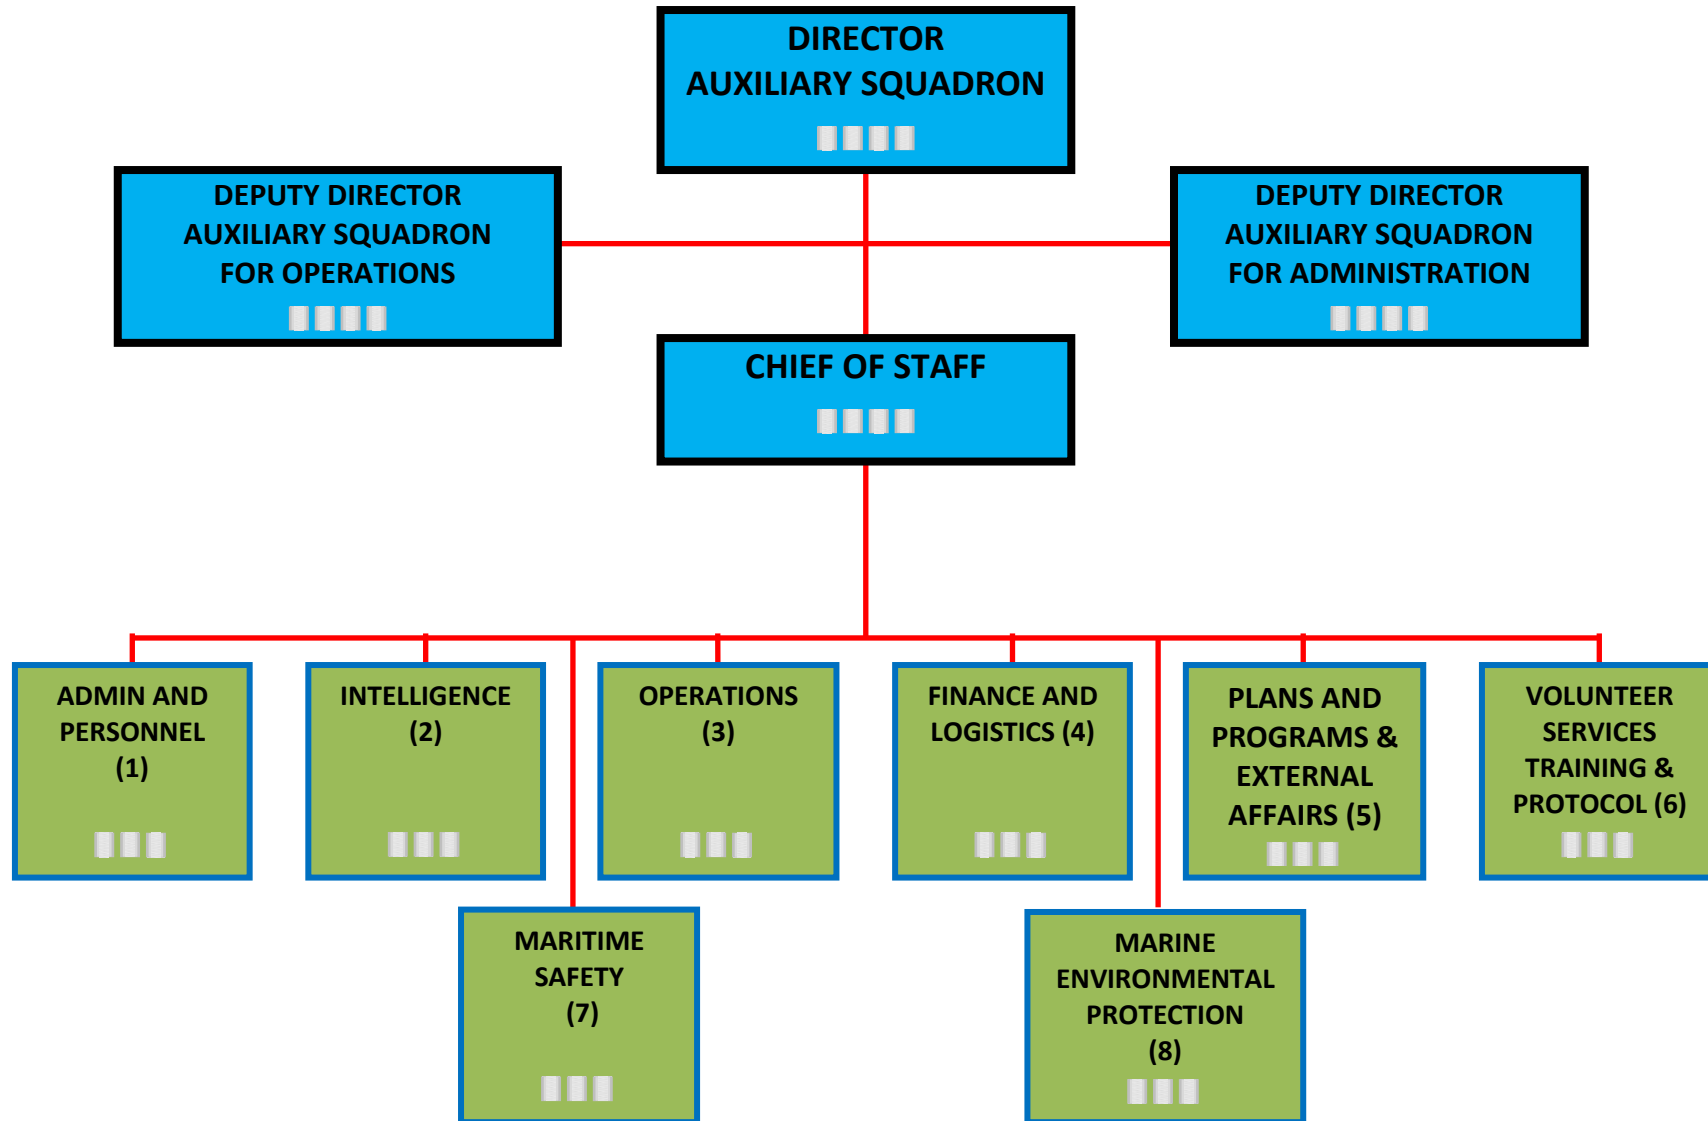 DIRECTOR
AUXILIARY SQUADRON
DEPUTY DIRECTOR
AUXILIARY SQUADRON
FOR OPERATIONS
DEPUTY DIRECTOR
AUXILIARY SQUADRON
FOR ADMINISTRATION
CHIEF OF STAFF
ADMIN AND
PERSONNEL
(1)
INTELLIGENCE
(2)
OPERATIONS
(3)
FINANCE AND
LOGISTICS (4)
PLANS AND
PROGRAMS &
EXTERNAL
AFFAIRS (5)
VOLUNTEER
SERVICES
TRAINING &
PROTOCOL (6)
MARITIME
SAFETY
(7)
MARINE
ENVIRONMENTAL
PROTECTION
(8)